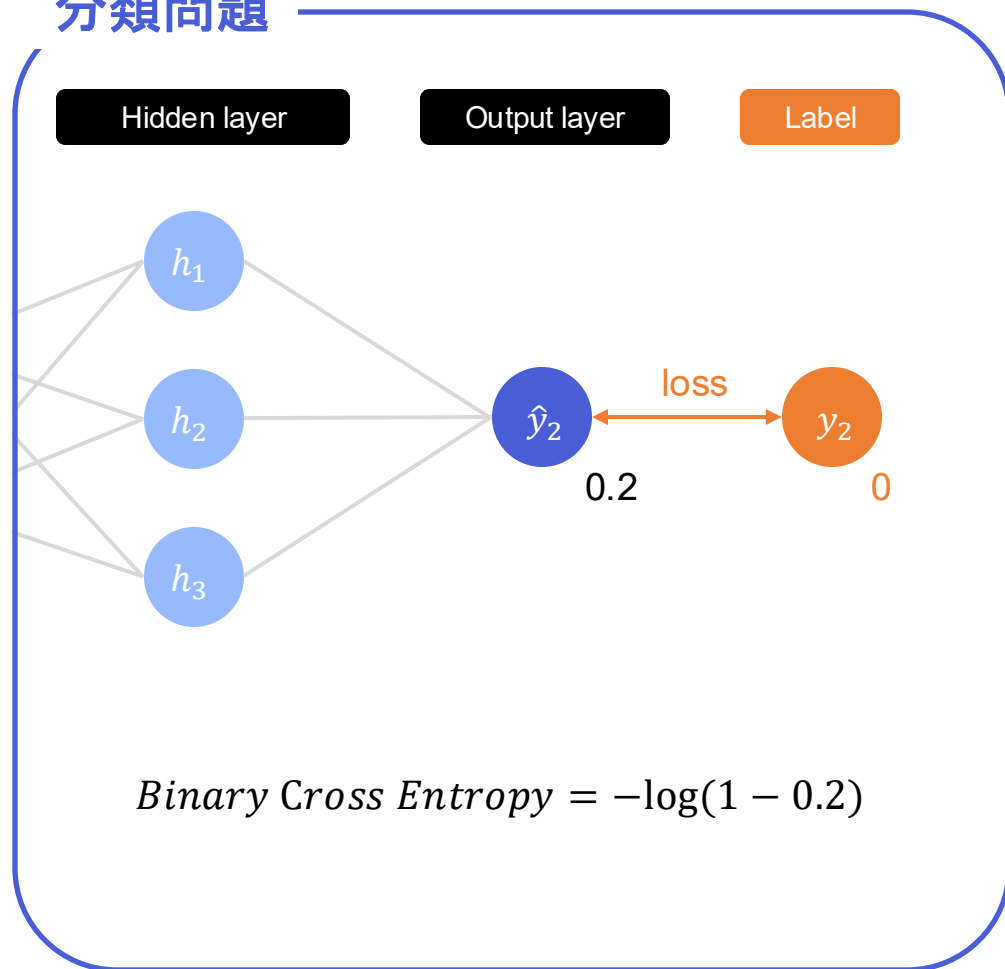 分類問題
Hidden layer
Output layer
Label
h₁
h₂
h₃
ŷ₂
loss
y₂
0.2
0
Binary Cross Entropy = −log(1 − 0.2)